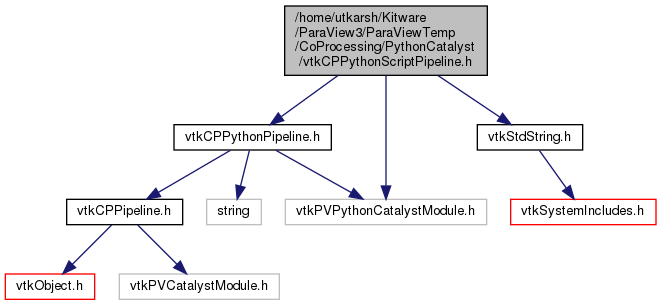 /home/utkarsh/Kitware
/ParaView3/ParaViewTemp
/CoProcessing/PythonCatalyst
/vtkCPPythonScriptPipeline.h
vtkCPPythonPipeline.h
vtkStdString.h
vtkCPPipeline.h
string
vtkPVPythonCatalystModule.h
vtkSystemIncludes.h
vtkObject.h
vtkPVCatalystModule.h